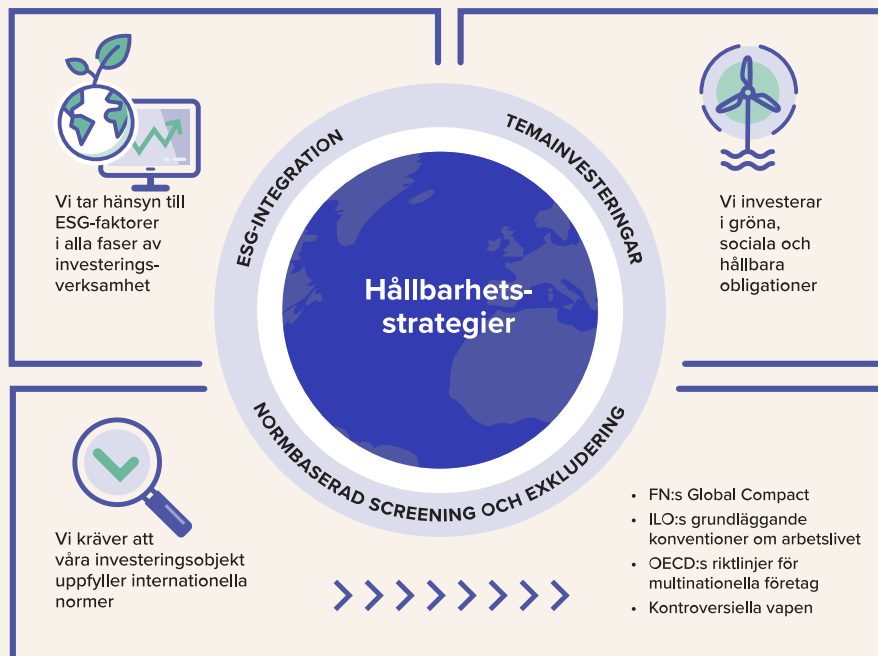 ESG-INTEGRATION
TEMAINVESTERINGAR
Vi tar hänsyn till
ESG-faktorer
i alla faser av
investerings-
verksamhet
Hållbarhets-
strategier
Vi investerar
i gröna,
sociala och
hållbara
obligationer
NORMBASERAD SCREENING OCH EXKLUDERING
Vi kräver att
våra investeringsobjekt
uppfyller internationella
normer
• FN:s Global Compact
• ILO:s grundläggande
konventioner om arbetslivet
• OECD:s riktlinjer för
multinationella företag
• Kontroversiella vapen